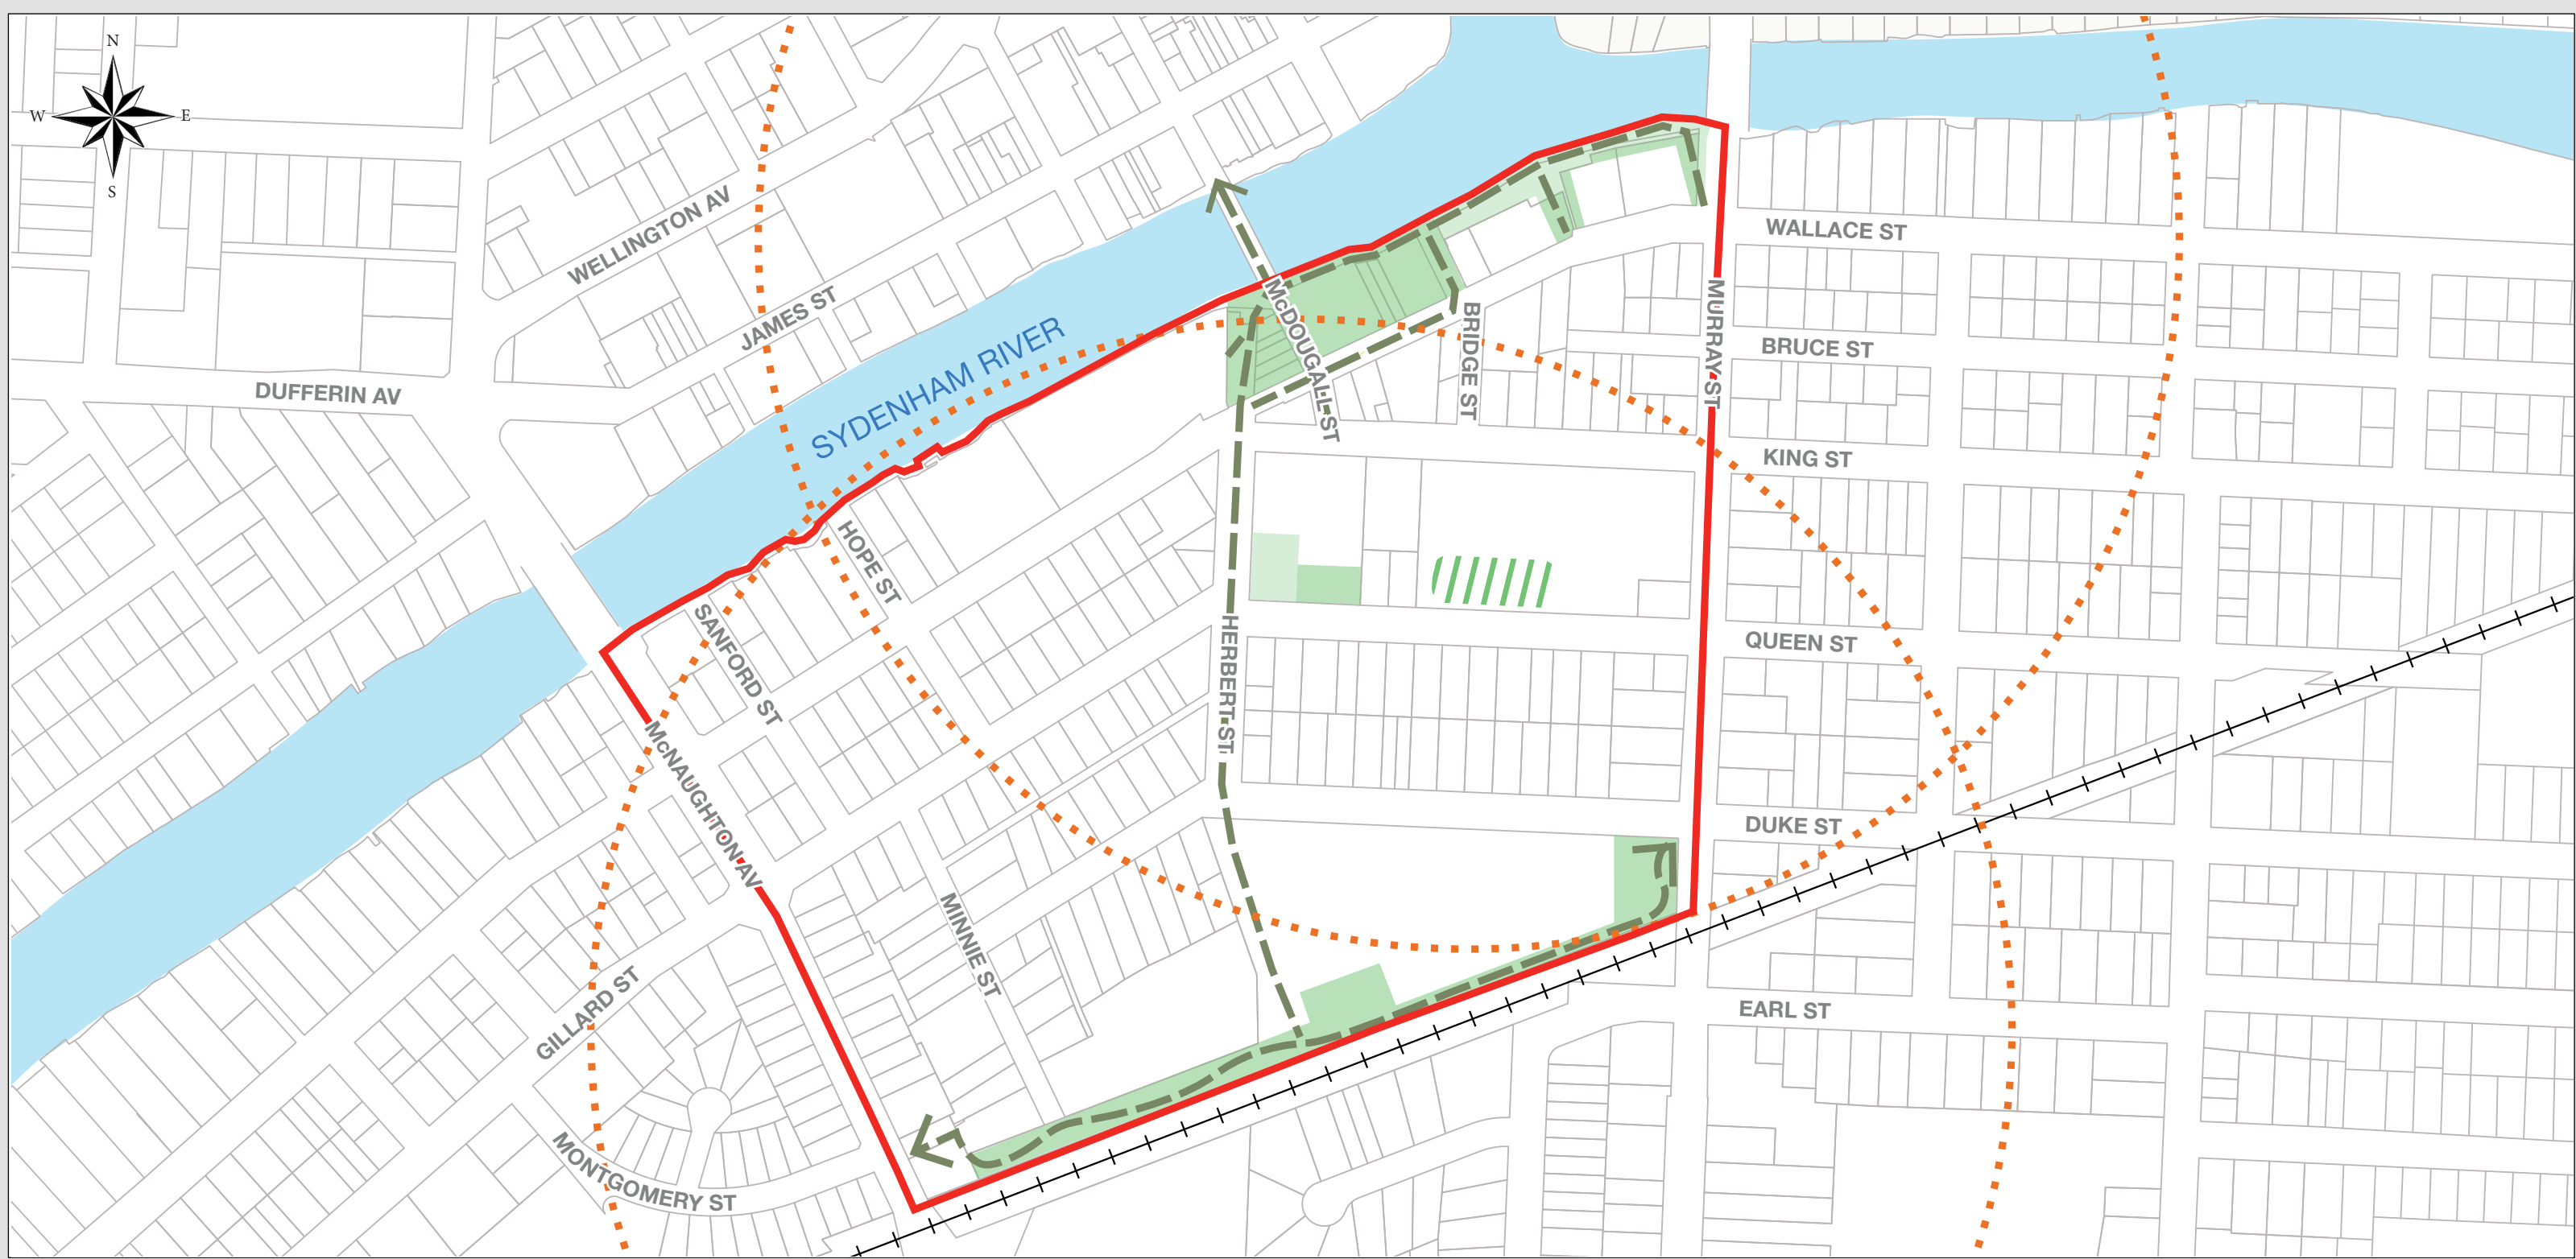 N
W E
S
WELLINGTON AV
JAMES ST
DUFFERIN AV
SYDENHAM RIVER
McDOUGALL ST
BRIDGE ST
MURRAY ST
WALLACE ST
BRUCE ST
KING ST
HOPE ST
SANFORD ST
HERBERT ST
QUEEN ST
McNAUGHTON AV
DUKE ST
MINNIE ST
GILLARD ST
EARL ST
MONTGOMERY ST